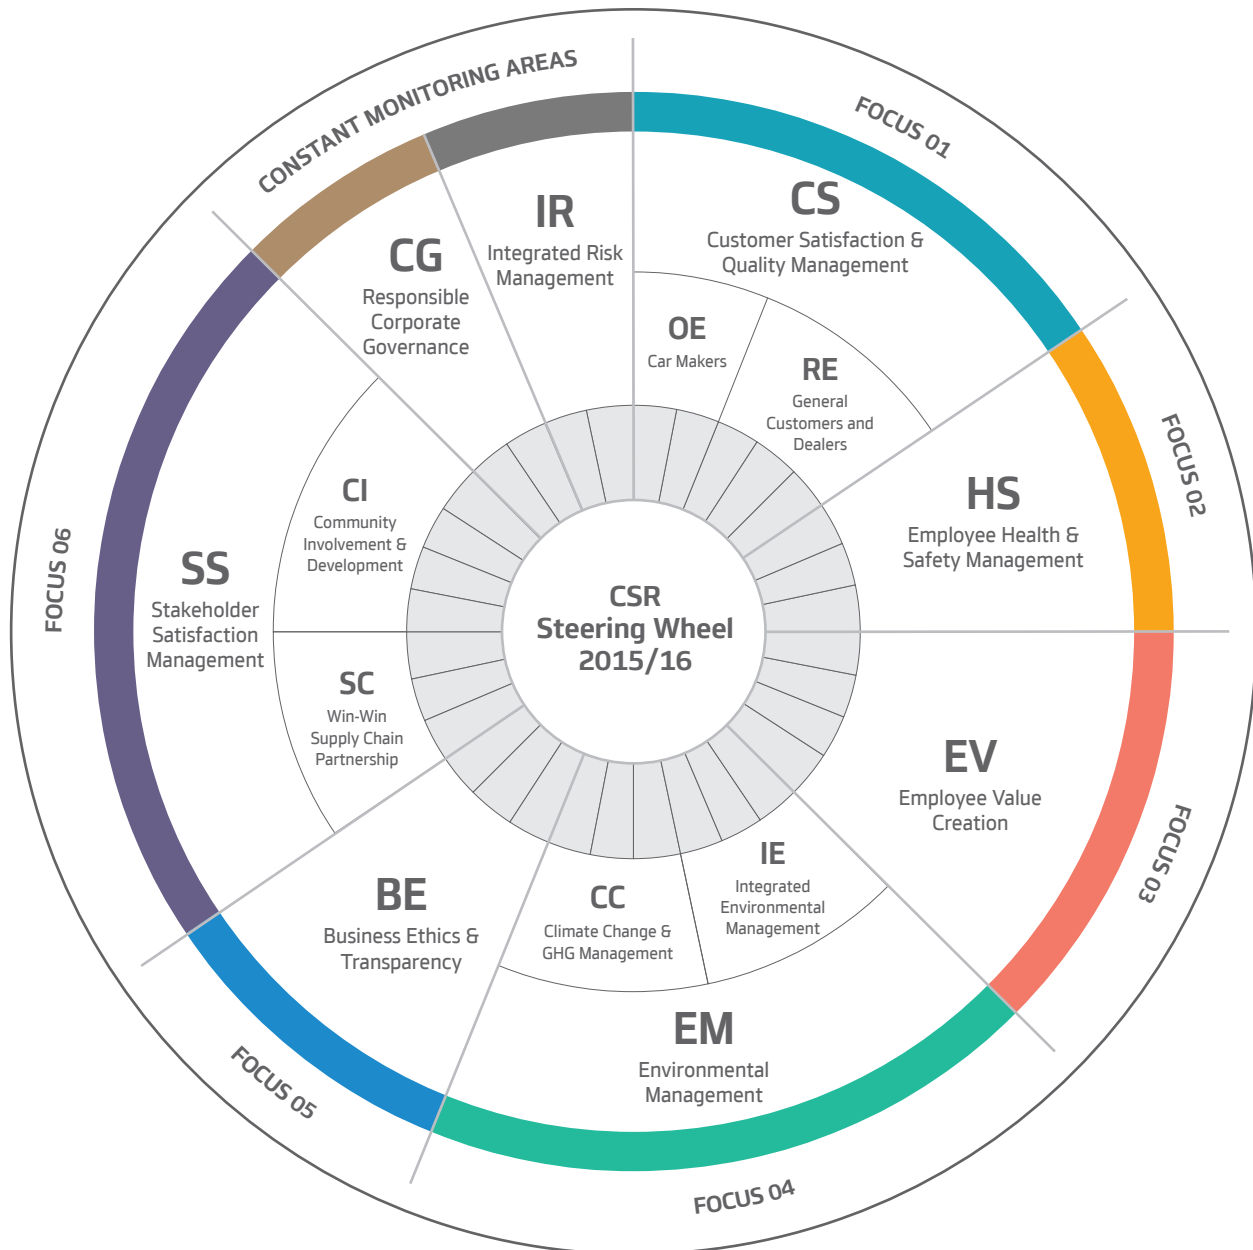 CONSTANT MONITORING AREAS
FOCUS 01
CS
Customer Satisfaction &
Quality Management
OE
Car Makers
RE
General
Customers and
Dealers
FOCUS 02
HS
Employee Health &
Safety Management
FOCUS 03
EV
Employee Value
Creation
FOCUS 04
EM
Environmental
Management
IE
Integrated
Environmental
Management
CC
Climate Change &
GHG Management
FOCUS 05
BE
Business Ethics &
Transparency
FOCUS 06
SS
Stakeholder
Satisfaction
Management
SC
Win-Win
Supply Chain
Partnership
CI
Community
Involvement &
Development
CG
Responsible
Corporate
Governance
IR
Integrated Risk
Management
CSR
Steering Wheel
2015/16